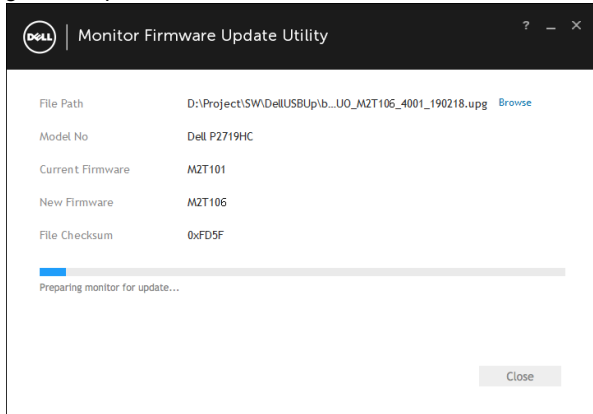 DELL Monitor Firmware Update Utility ? _ X
File Path D:\Project\SW\DellUSBUp\b...UO_M2T106_4001_190218.upg Browse
Model No Dell P2719HC
Current Firmware M2T101
New Firmware M2T106
File Checksum 0xFD5F
Preparing monitor for update...
Close